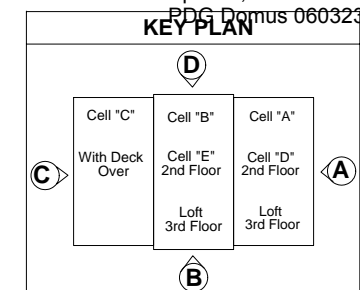 PDG Domus 060323
KEY PLAN
D
Cell "C"
With Deck
Over
Cell "B"
Cell "E"
2nd Floor
Loft
3rd Floor
Cell "A"
Cell "D"
2nd Floor
Loft
3rd Floor
C
A
B